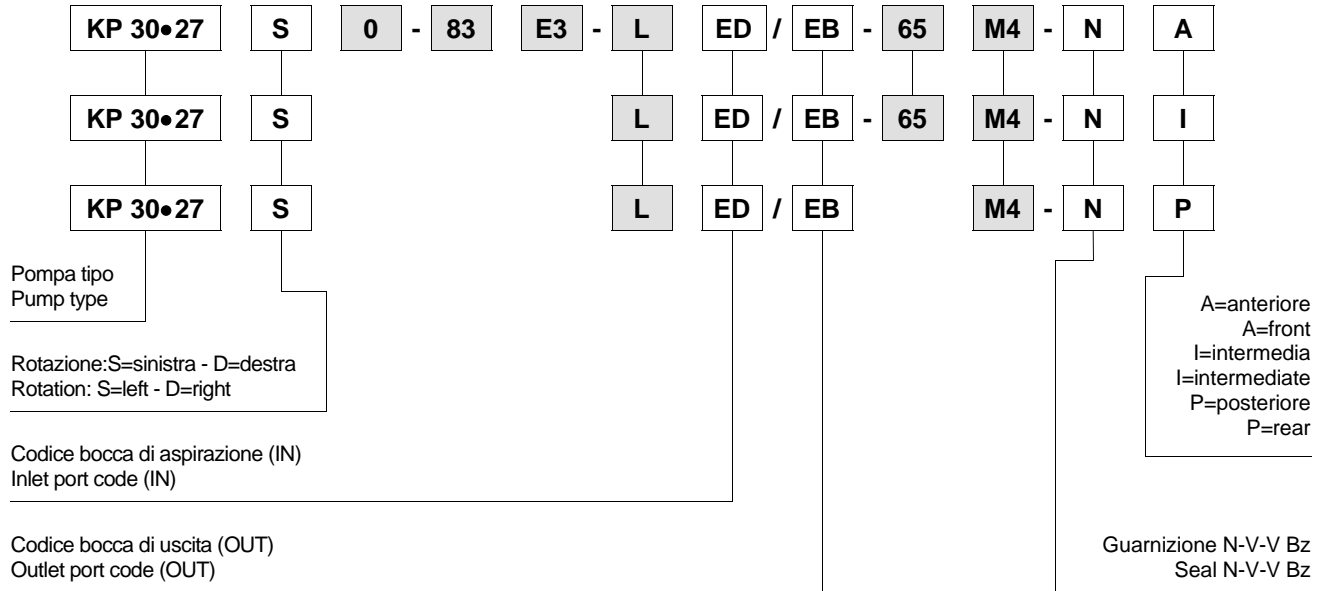 KP 30•27 S 0 - 83 E3 - L ED / EB - 65 M4 - N A
KP 30•27 S L ED / EB - 65 M4 - N I
KP 30•27 S L ED / EB M4 - N P
Pompa tipo
Pump type
A=anteriore
A=front
I=intermedia
I=intermediate
P=posteriore
P=rear
Rotazione:S=sinistra - D=destra
Rotation: S=left - D=right
Codice bocca di aspirazione (IN)
Inlet port code (IN)
Codice bocca di uscita (OUT)
Outlet port code (OUT)
Guarnizione N-V-V Bz
Seal N-V-V Bz